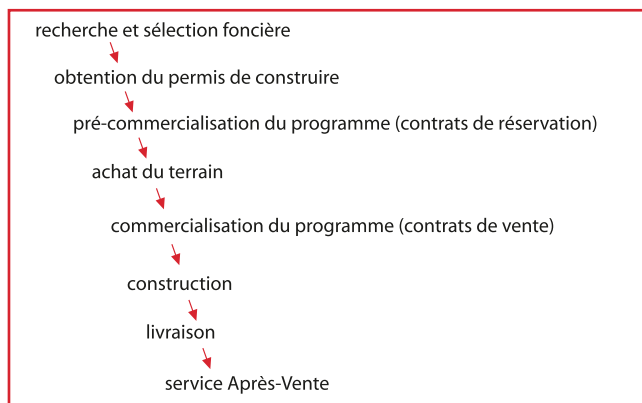 recherche et sélection foncière
obtention du permis de construire
pré-commercialisation du programme (contrats de réservation)
achat du terrain
commercialisation du programme (contrats de vente)
construction
livraison
service Après-Vente